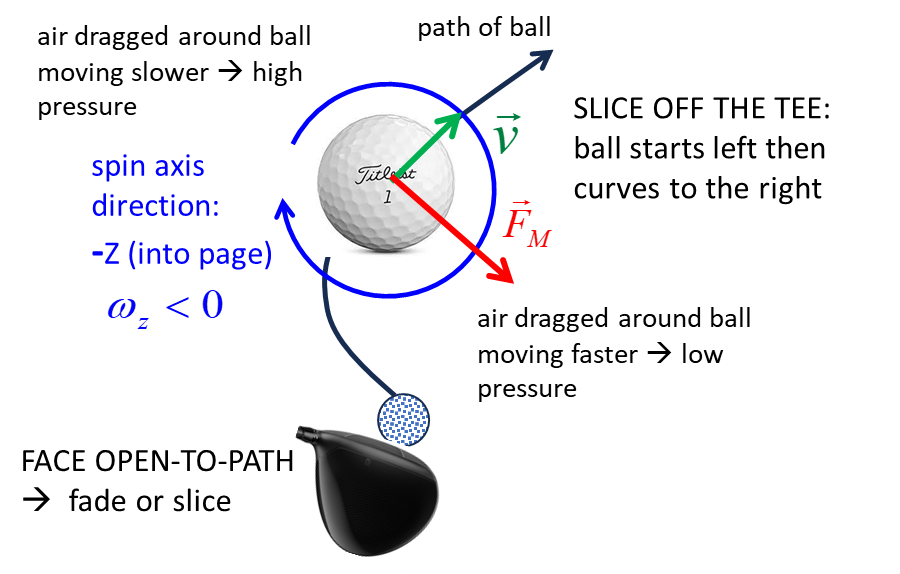 path of ball
air dragged around ball
moving slower → high
pressure
v⃗
SLICE OFF THE TEE:
ball starts left then
curves to the right
spin axis
direction:
-Z (into page)
ω_z < 0
Titleist
1
F⃗_M
air dragged around ball
moving faster → low
pressure
FACE OPEN-TO-PATH
→ fade or slice